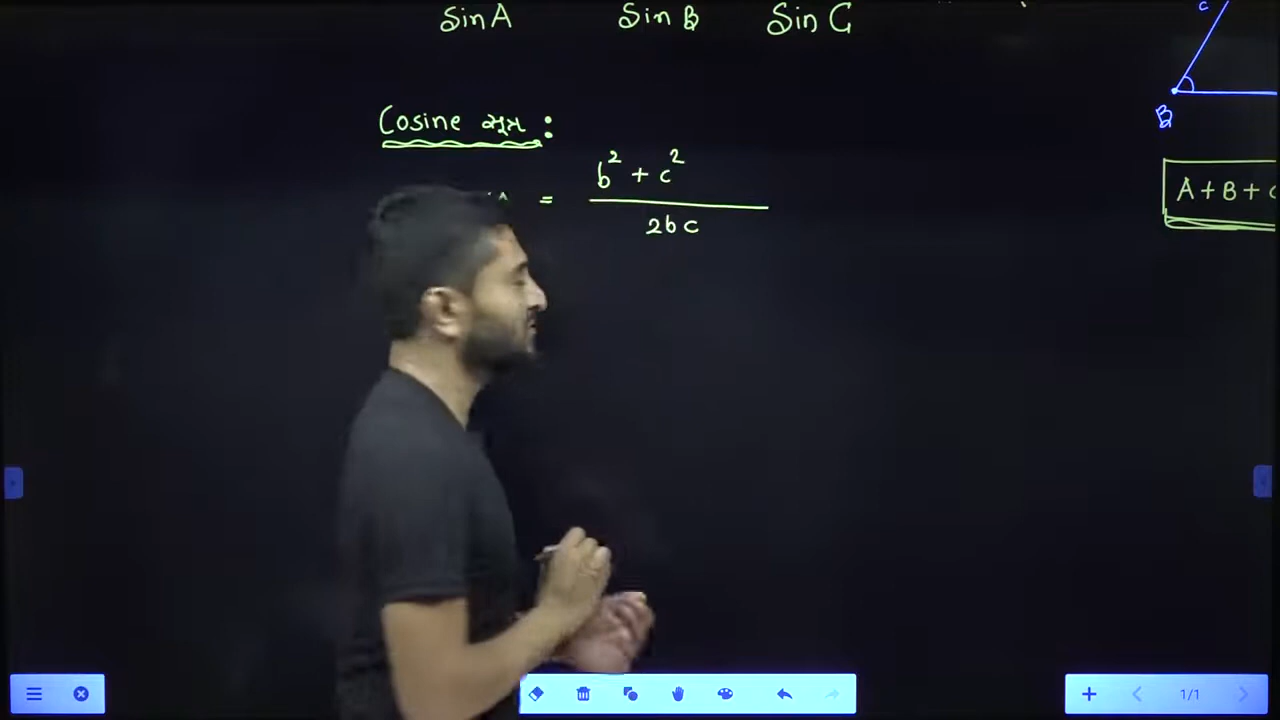 Sin A Sin B Sin C
c
Cosine સૂત્ર :
B
A = b² + c²
2bc
A + B + C
1/1